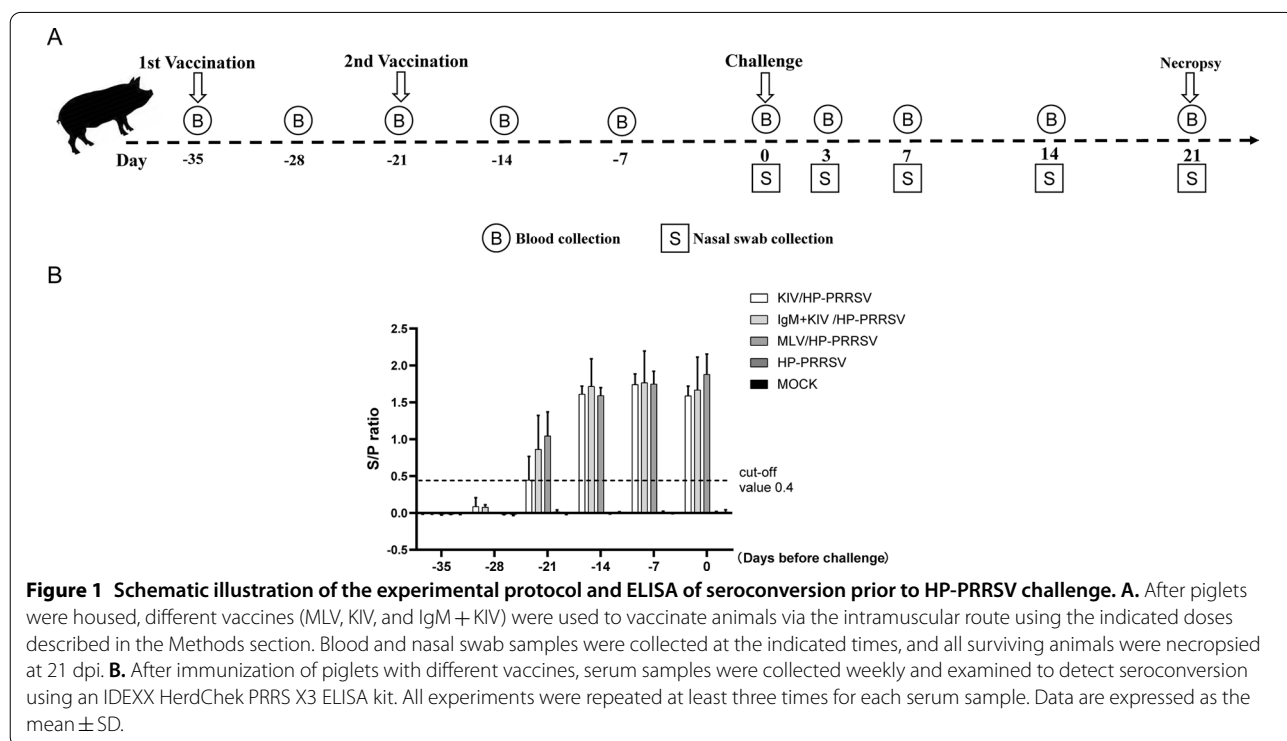 A
1st Vaccination 2nd Vaccination Challenge Necropsy
B B B B B B B B B B
Day -35 -28 -21 -14 -7 0 3 7 14 21
S S S S S
B Blood collection S Nasal swab collection
B
KIV/HP-PRRSV
IgM+KIV /HP-PRRSV
MLV/HP-PRRSV
HP-PRRSV
MOCK
2.5
2.0
1.5
1.0
0.5
0.0
-0.5
S/P ratio
cut-off
value 0.4
-35 -28 -21 -14 -7 0 (Days before challenge)
Figure 1 Schematic illustration of the experimental protocol and ELISA of seroconversion prior to HP-PRRSV challenge. A. After piglets
were housed, different vaccines (MLV, KIV, and IgM + KIV) were used to vaccinate animals via the intramuscular route using the indicated doses
described in the Methods section. Blood and nasal swab samples were collected at the indicated times, and all surviving animals were necropsied
at 21 dpi. B. After immunization of piglets with different vaccines, serum samples were collected weekly and examined to detect seroconversion
using an IDEXX HerdChek PRRS X3 ELISA kit. All experiments were repeated at least three times for each serum sample. Data are expressed as the
mean ± SD.